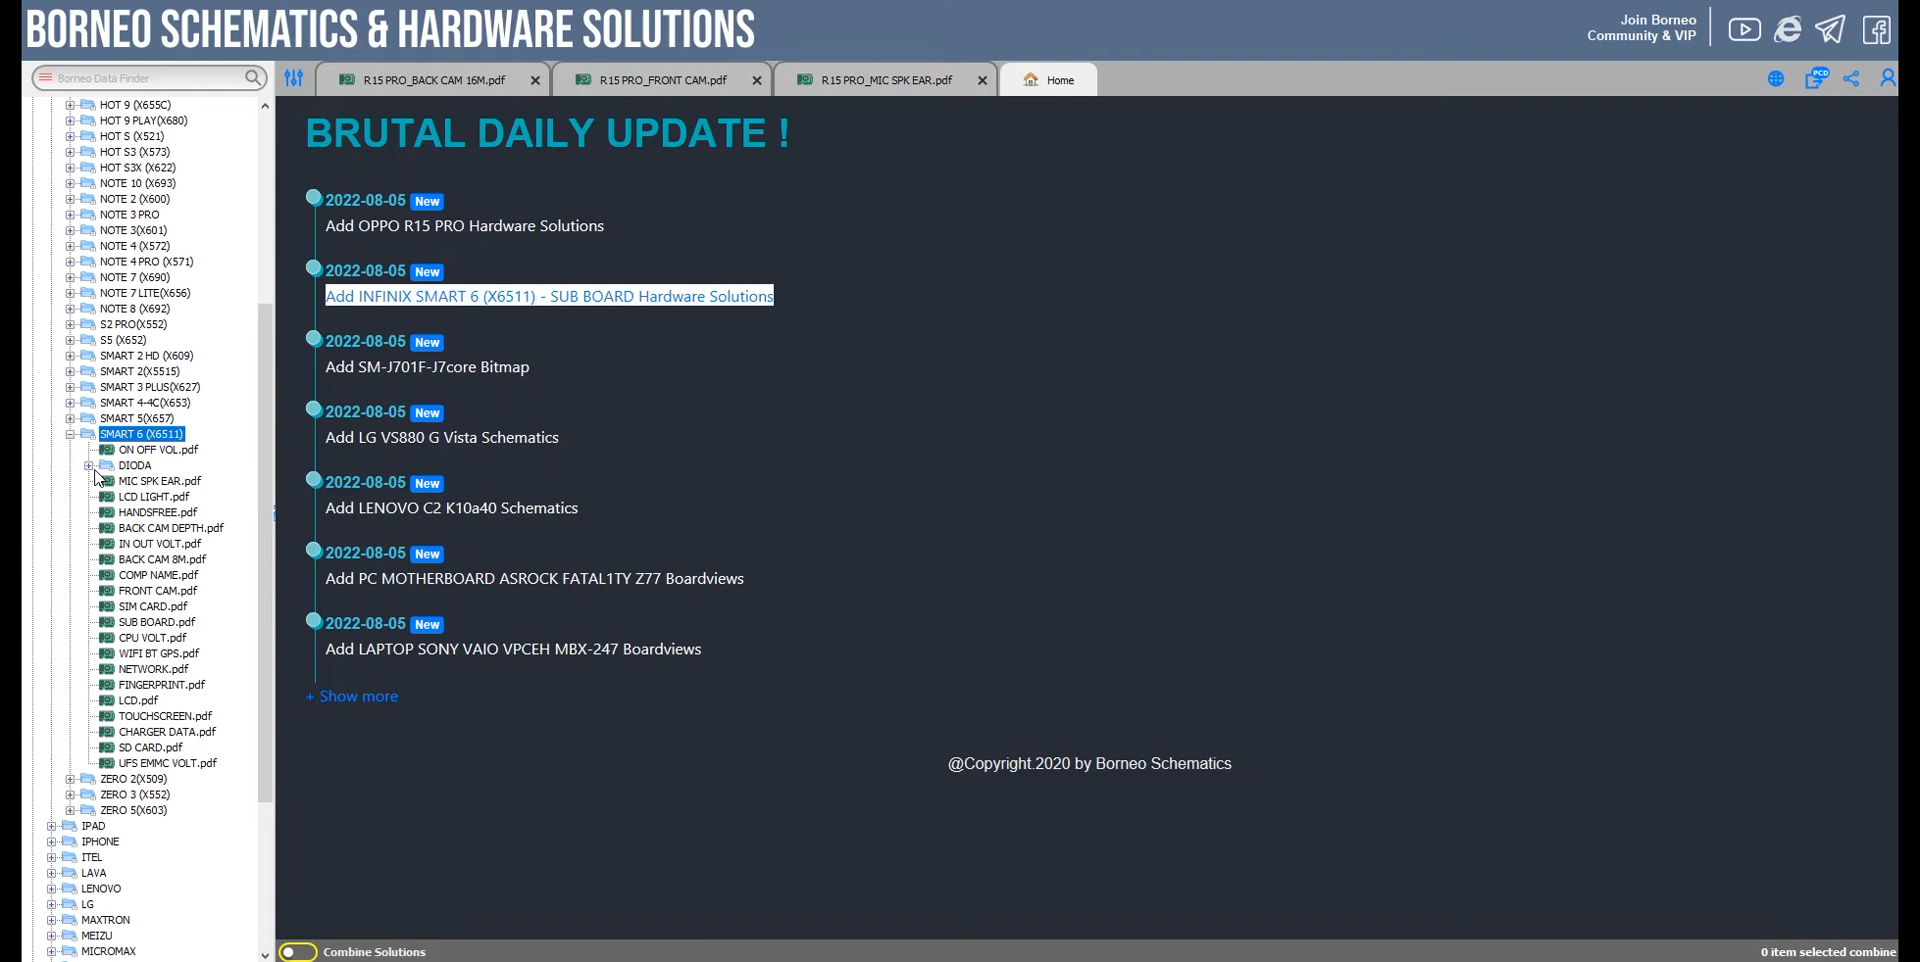 BORNEO SCHEMATICS & HARDWARE SOLUTIONS
Join Borneo
Community & VIP
Borneo Data Finder
R15 PRO_BACK CAM 16M.pdf
R15 PRO_FRONT CAM.pdf
R15 PRO_MIC SPK EAR.pdf
Home
PCD
HOT 9 (X655C)
HOT 9 PLAY(X680)
HOT S (X521)
HOT S3 (X573)
HOT S3X (X622)
NOTE 10 (X693)
NOTE 2 (X600)
NOTE 3 PRO
NOTE 3(X601)
NOTE 4 (X572)
NOTE 4 PRO (X571)
NOTE 7 (X690)
NOTE 7 LITE(X656)
NOTE 8 (X692)
S2 PRO(X552)
S5 (X652)
SMART 2 HD (X609)
SMART 2(X5515)
SMART 3 PLUS(X627)
SMART 4-4C(X653)
SMART 5(X657)
SMART 6 (X6511)
ON OFF VOL.pdf
DIODA
MIC SPK EAR.pdf
LCD LIGHT.pdf
HANDSFREE.pdf
BACK CAM DEPTH.pdf
IN OUT VOLT.pdf
BACK CAM 8M.pdf
COMP NAME.pdf
FRONT CAM.pdf
SIM CARD.pdf
SUB BOARD.pdf
CPU VOLT.pdf
WIFI BT GPS.pdf
NETWORK.pdf
FINGERPRINT.pdf
LCD.pdf
TOUCHSCREEN.pdf
CHARGER DATA.pdf
SD CARD.pdf
UFS EMMC VOLT.pdf
ZERO 2(X509)
ZERO 3 (X552)
ZERO 5(X603)
IPAD
IPHONE
ITEL
LAVA
LENOVO
LG
MAXTRON
MEIZU
MICROMAX
BRUTAL DAILY UPDATE !
2022-08-05 New
Add OPPO R15 PRO Hardware Solutions
2022-08-05 New
Add INFINIX SMART 6 (X6511) - SUB BOARD Hardware Solutions
2022-08-05 New
Add SM-J701F-J7core Bitmap
2022-08-05 New
Add LG VS880 G Vista Schematics
2022-08-05 New
Add LENOVO C2 K10a40 Schematics
2022-08-05 New
Add PC MOTHERBOARD ASROCK FATAL1TY Z77 Boardviews
2022-08-05 New
Add LAPTOP SONY VAIO VPCEH MBX-247 Boardviews
+ Show more
@Copyright.2020 by Borneo Schematics
Combine Solutions
0 item selected combine